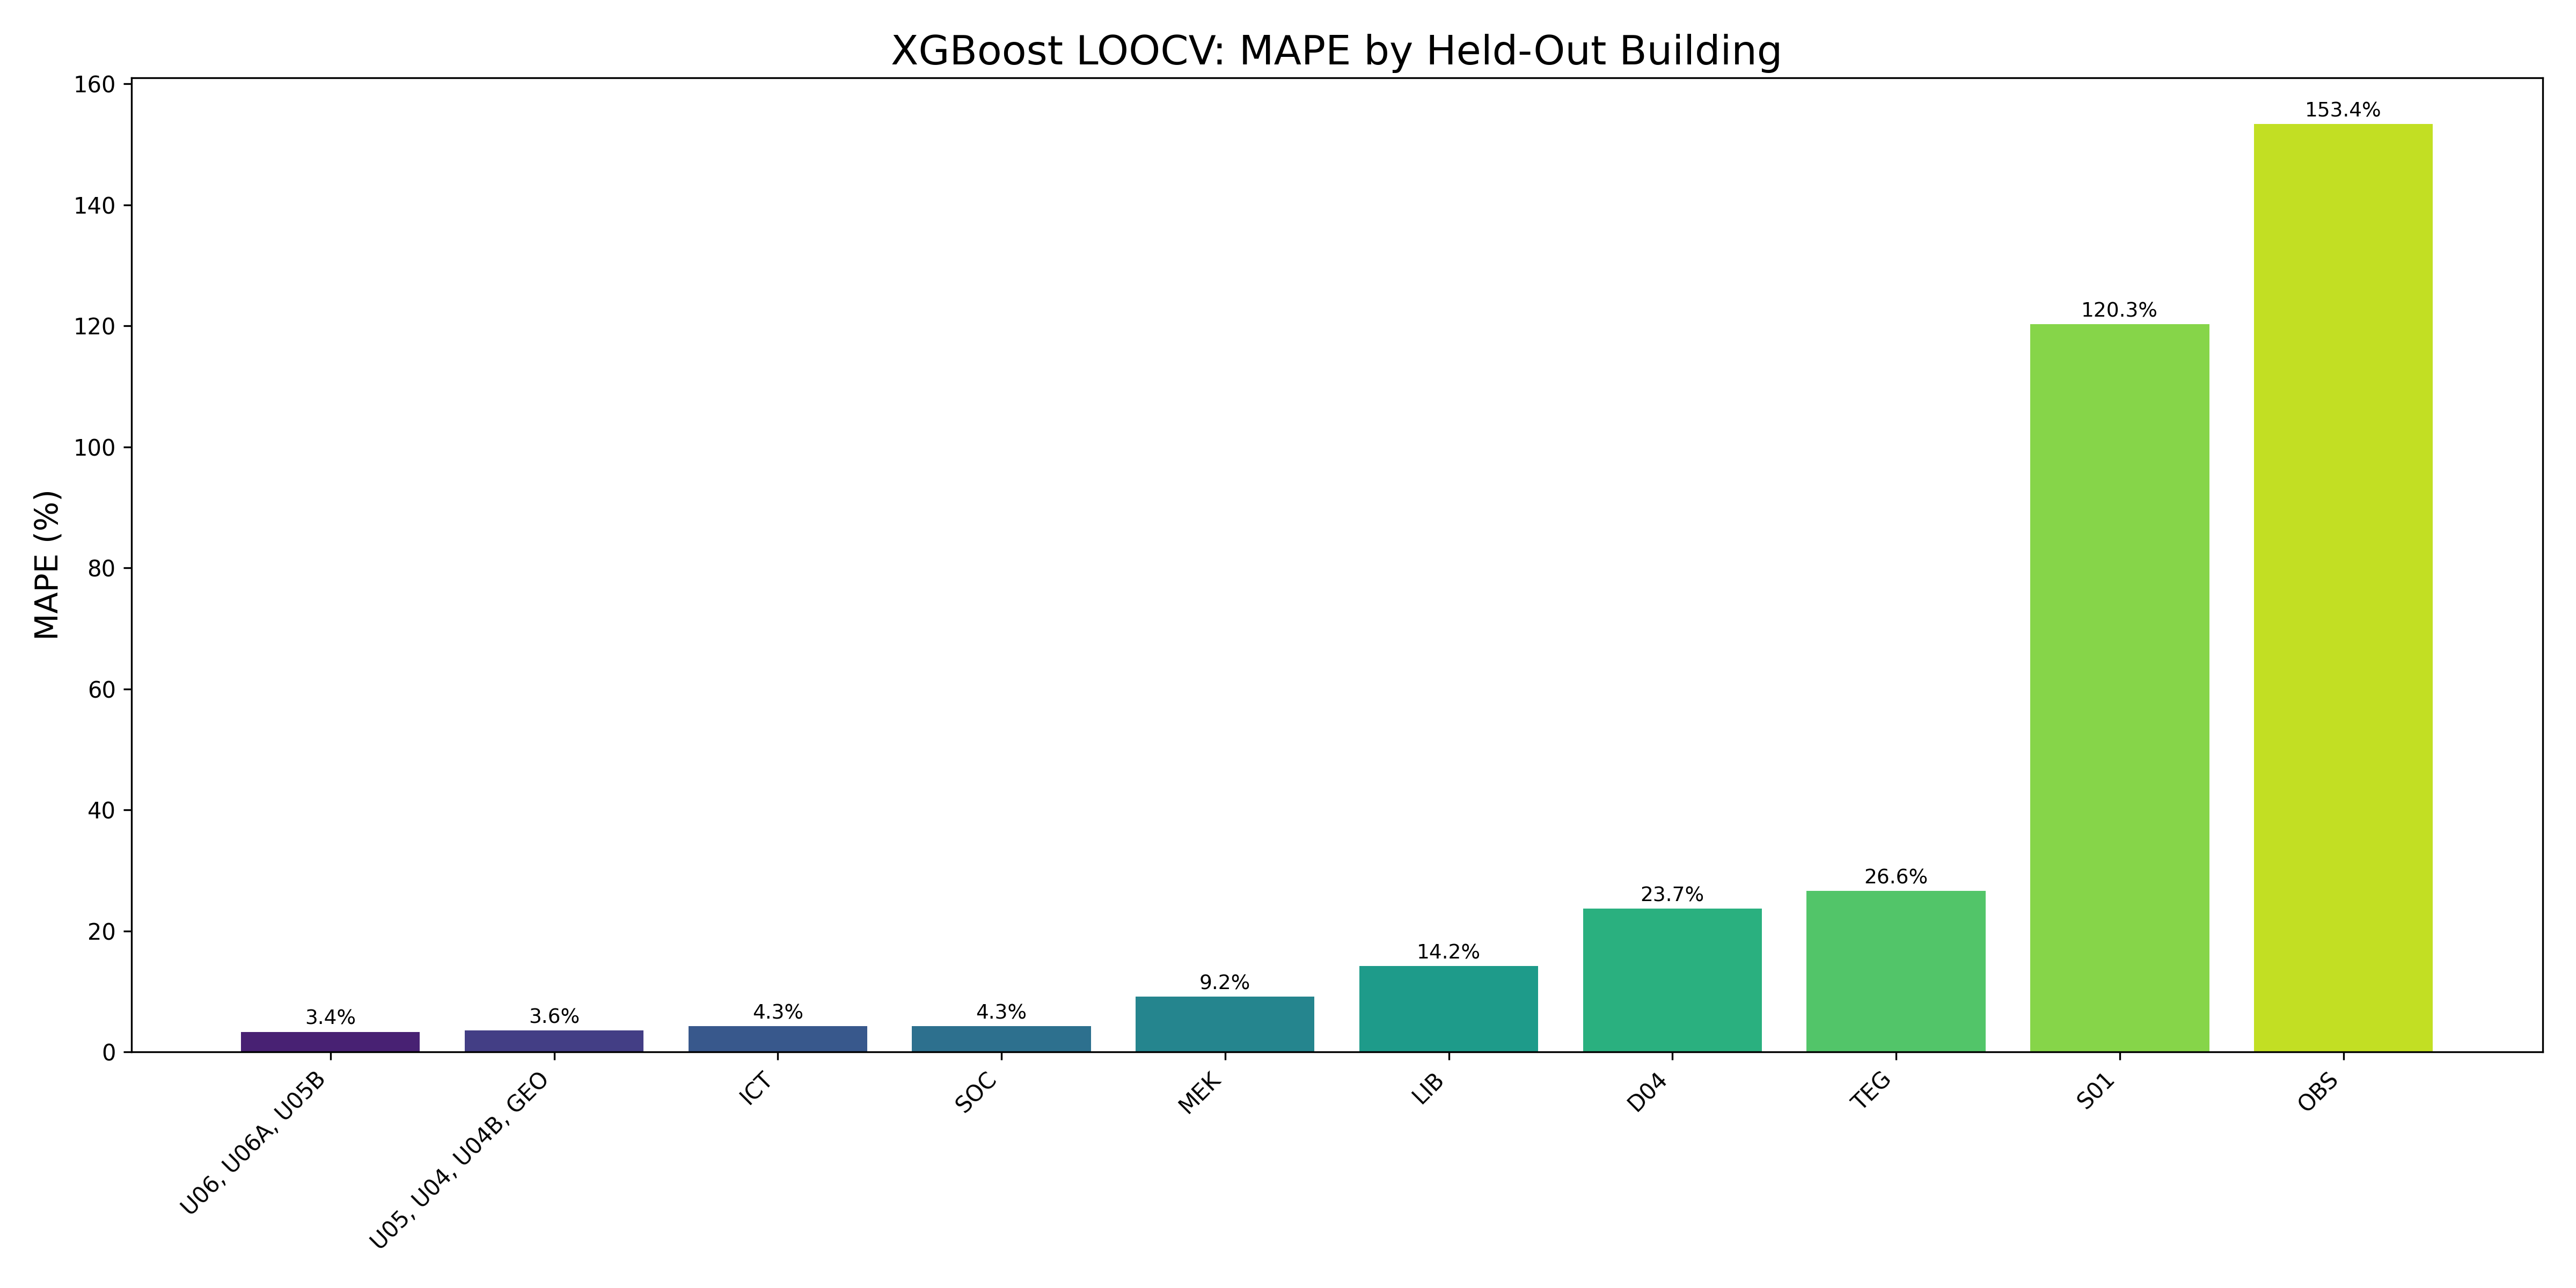 XGBoost LOOCV: MAPE by Held-Out Building
MAPE (%)
160
140
120
100
80
60
40
20
0
3.4%
3.6%
4.3%
4.3%
9.2%
14.2%
23.7%
26.6%
120.3%
153.4%
U06, U06A, U05B
U05, U04, U04B, GEO
ICT
SOC
MEK
LIB
D04
TEG
S01
OBS